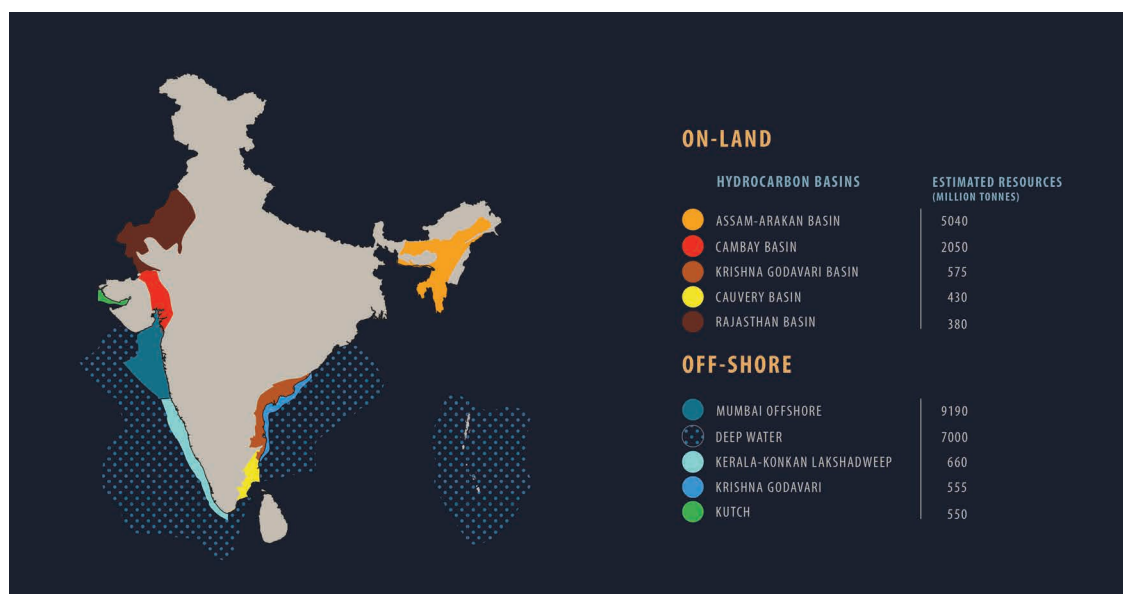 ON-LAND
HYDROCARBON BASINS ESTIMATED RESOURCES
(MILLION TONNES)
ASSAM-ARAKAN BASIN 5040
CAMBAY BASIN 2050
KRISHNA GODAVARI BASIN 575
CAUVERY BASIN 430
RAJASTHAN BASIN 380
OFF-SHORE
MUMBAI OFFSHORE 9190
DEEP WATER 7000
KERALA-KONKAN LAKSHADWEEP 660
KRISHNA GODAVARI 555
KUTCH 550